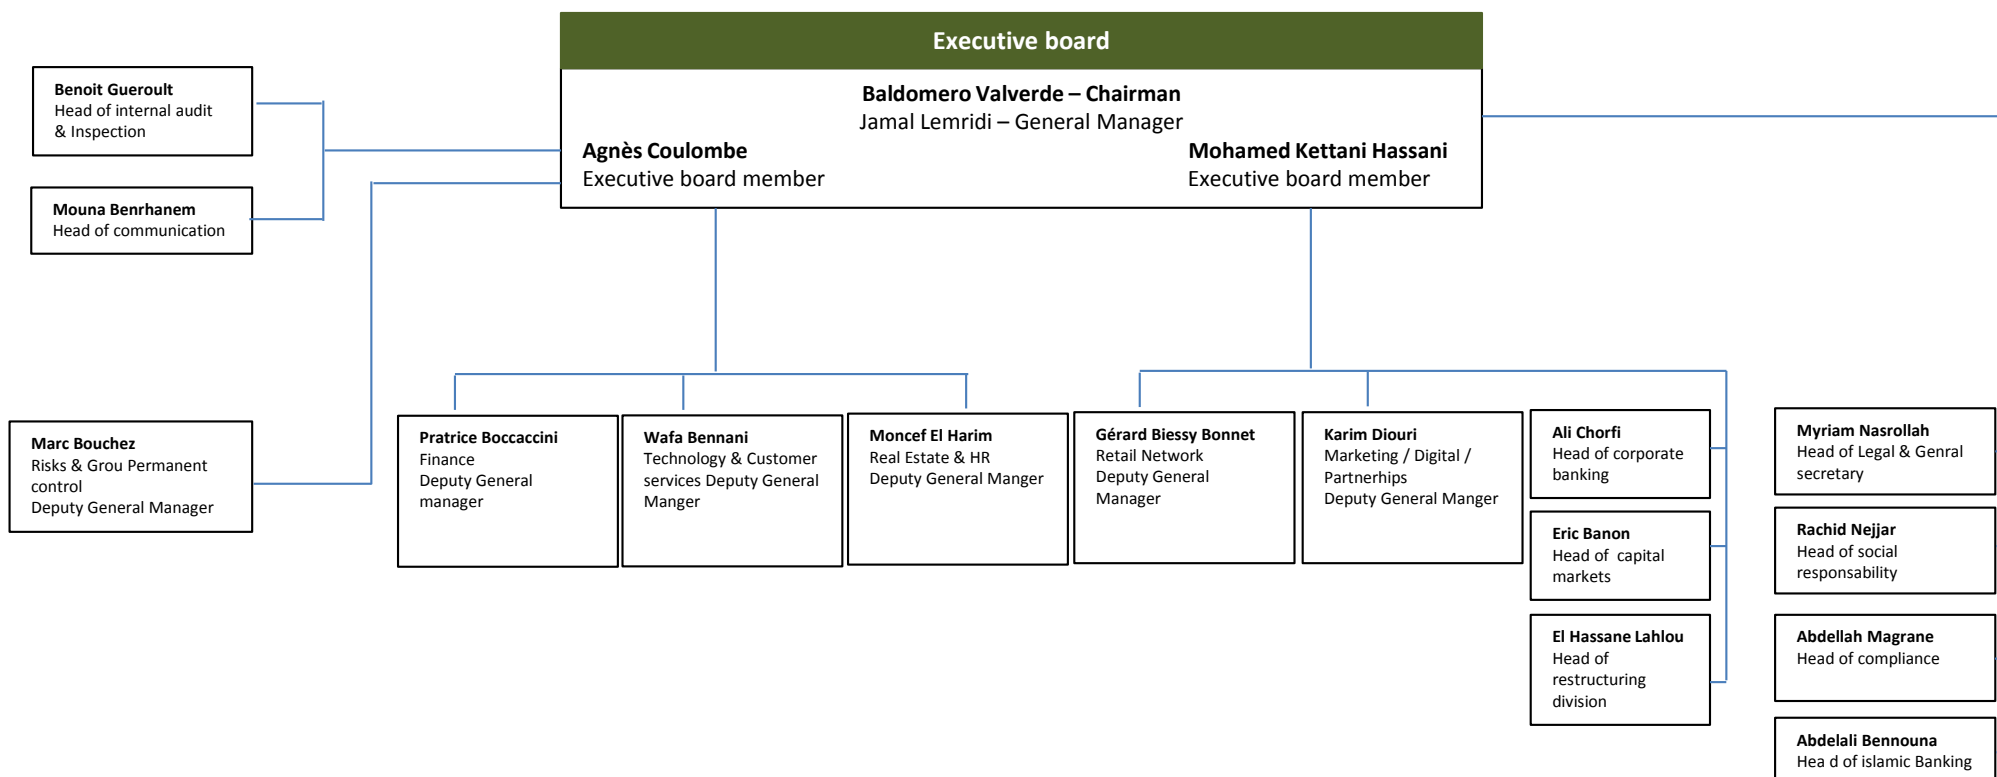 Executive board
Baldomero Valverde – Chairman
Jamal Lemridi – General Manager
Agnès Coulombe
Executive board member
Mohamed Kettani Hassani
Executive board member
Benoit Gueroult
Head of internal audit
& Inspection
Mouna Benrhanem
Head of communication
Marc Bouchez
Risks & Grou Permanent
control
Deputy General Manager
Pratrice Boccaccini
Finance
Deputy General
manager
Wafa Bennani
Technology & Customer
services Deputy General
Manger
Moncef El Harim
Real Estate & HR
Deputy General Manger
Gérard Biessy Bonnet
Retail Network
Deputy General
Manager
Karim Diouri
Marketing / Digital /
Partnerhips
Deputy General Manger
Ali Chorfi
Head of corporate
banking
Eric Banon
Head of  capital
markets
El Hassane Lahlou
Head of
restructuring
division
Myriam Nasrollah
Head of Legal & Genral
secretary
Rachid Nejjar
Head of social
responsability
Abdellah Magrane
Head of compliance
Abdelali Bennouna
Hea d of islamic Banking